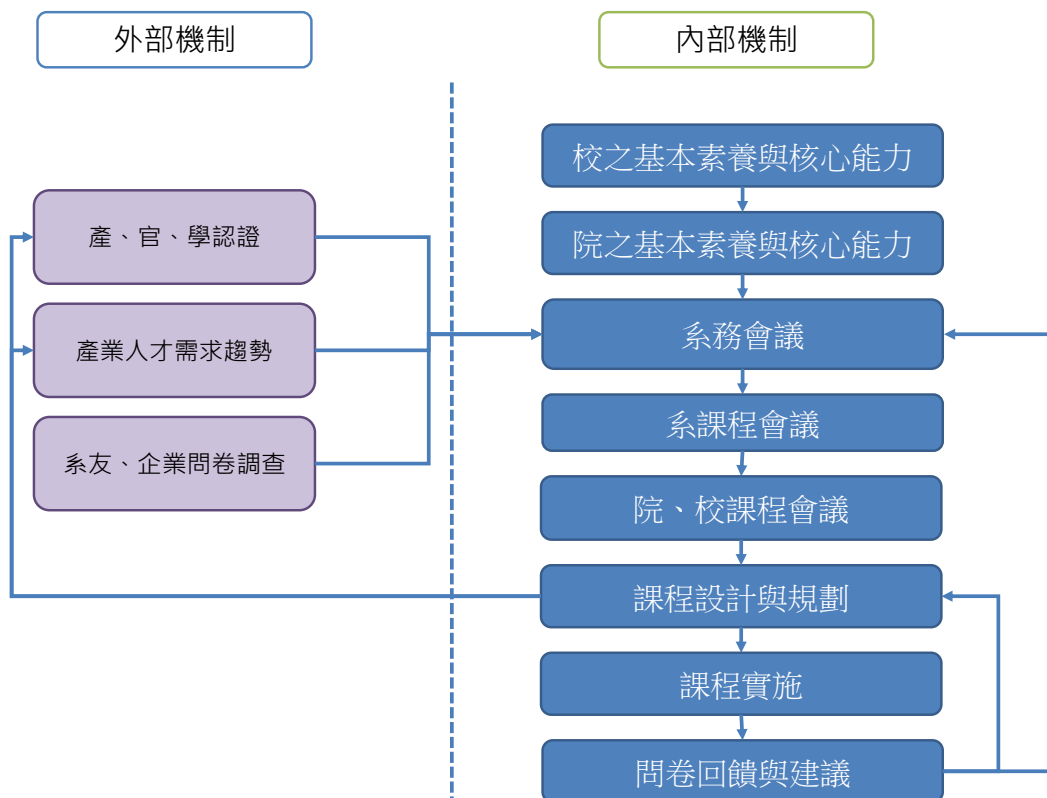 外部機制
內部機制
校之基本素養與核心能力
院之基本素養與核心能力
產、官、學認證
產業人才需求趨勢
系友、企業問卷調查
系務會議
系課程會議
院、校課程會議
課程設計與規劃
課程實施
問卷回饋與建議